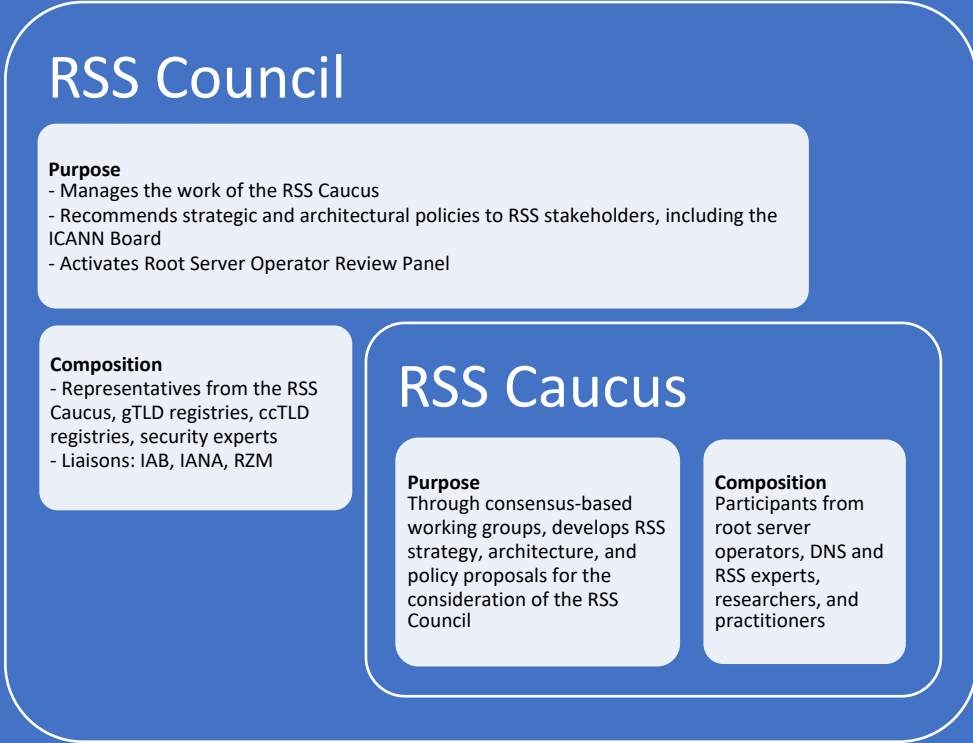 RSS Council
Purpose
- Manages the work of the RSS Caucus
- Recommends strategic and architectural policies to RSS stakeholders, including the
ICANN Board
- Activates Root Server Operator Review Panel
Composition
- Representatives from the RSS
Caucus, gTLD registries, ccTLD
registries, security experts
- Liaisons: IAB, IANA, RZM
RSS Caucus
Purpose
Through consensus-based
working groups, develops RSS
strategy, architecture, and
policy proposals for the
consideration of the RSS
Council
Composition
Participants from
root server
operators, DNS and
RSS experts,
researchers, and
practitioners